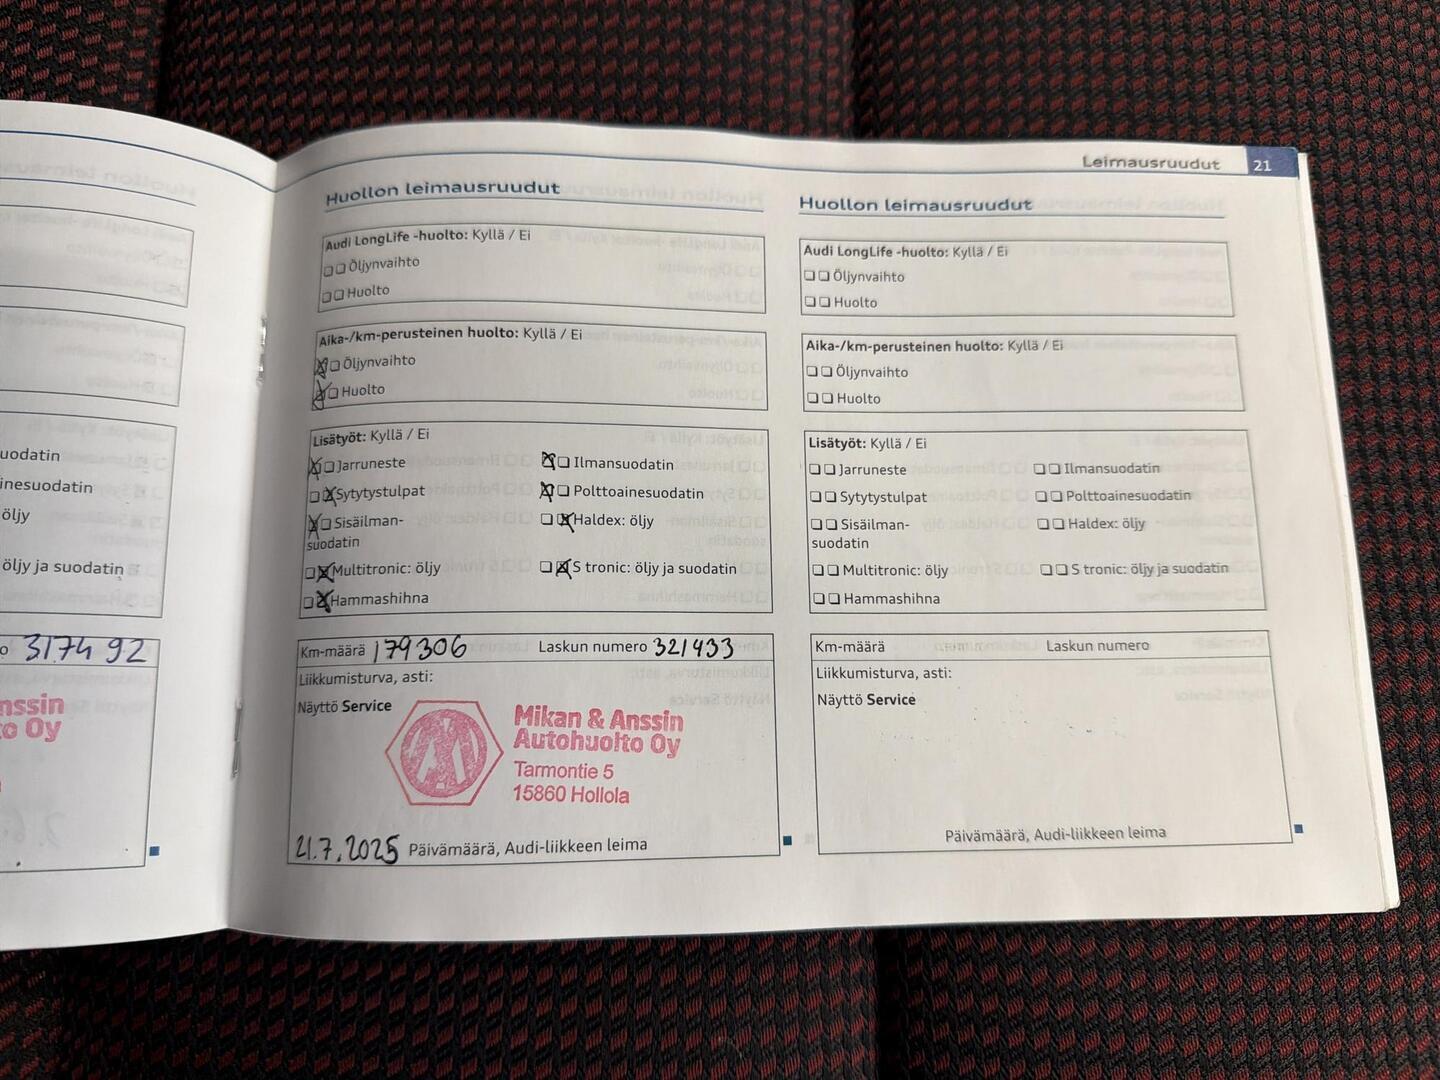 Leimausruudut 21
uodatin
inesuodatin
öljy
öljy ja suodatin
o 317492
nssin
to Oy
Huollon leimausruudut
Audi LongLife -huolto: Kyllä / Ei
Öljynvaihto
Huolto
Aika-/km-perusteinen huolto: Kyllä / Ei
Öljynvaihto
Huolto
Lisätyöt: Kyllä / Ei
Jarruneste Ilmansuodatin
Sytytystulpat Polttoainesuodatin
Sisäilman- Haldex: öljy
suodatin
Multitronic: öljy S tronic: öljy ja suodatin
Hammashihna
Km-määrä 179306 Laskun numero 321433
Liikkumisturva, asti:
Näyttö Service
Mikan & Anssin
Autohuolto Oy
Tarmontie 5
15860 Hollola
21.7.2025 Päivämäärä, Audi-liikkeen leima
Huollon leimausruudut
Audi LongLife -huolto: Kyllä / Ei
Öljynvaihto
Huolto
Aika-/km-perusteinen huolto: Kyllä / Ei
Öljynvaihto
Huolto
Lisätyöt: Kyllä / Ei
Jarruneste Ilmansuodatin
Sytytystulpat Polttoainesuodatin
Sisäilman- Haldex: öljy
suodatin
Multitronic: öljy S tronic: öljy ja suodatin
Hammashihna
Km-määrä Laskun numero
Liikkumisturva, asti:
Näyttö Service
Päivämäärä, Audi-liikkeen leima